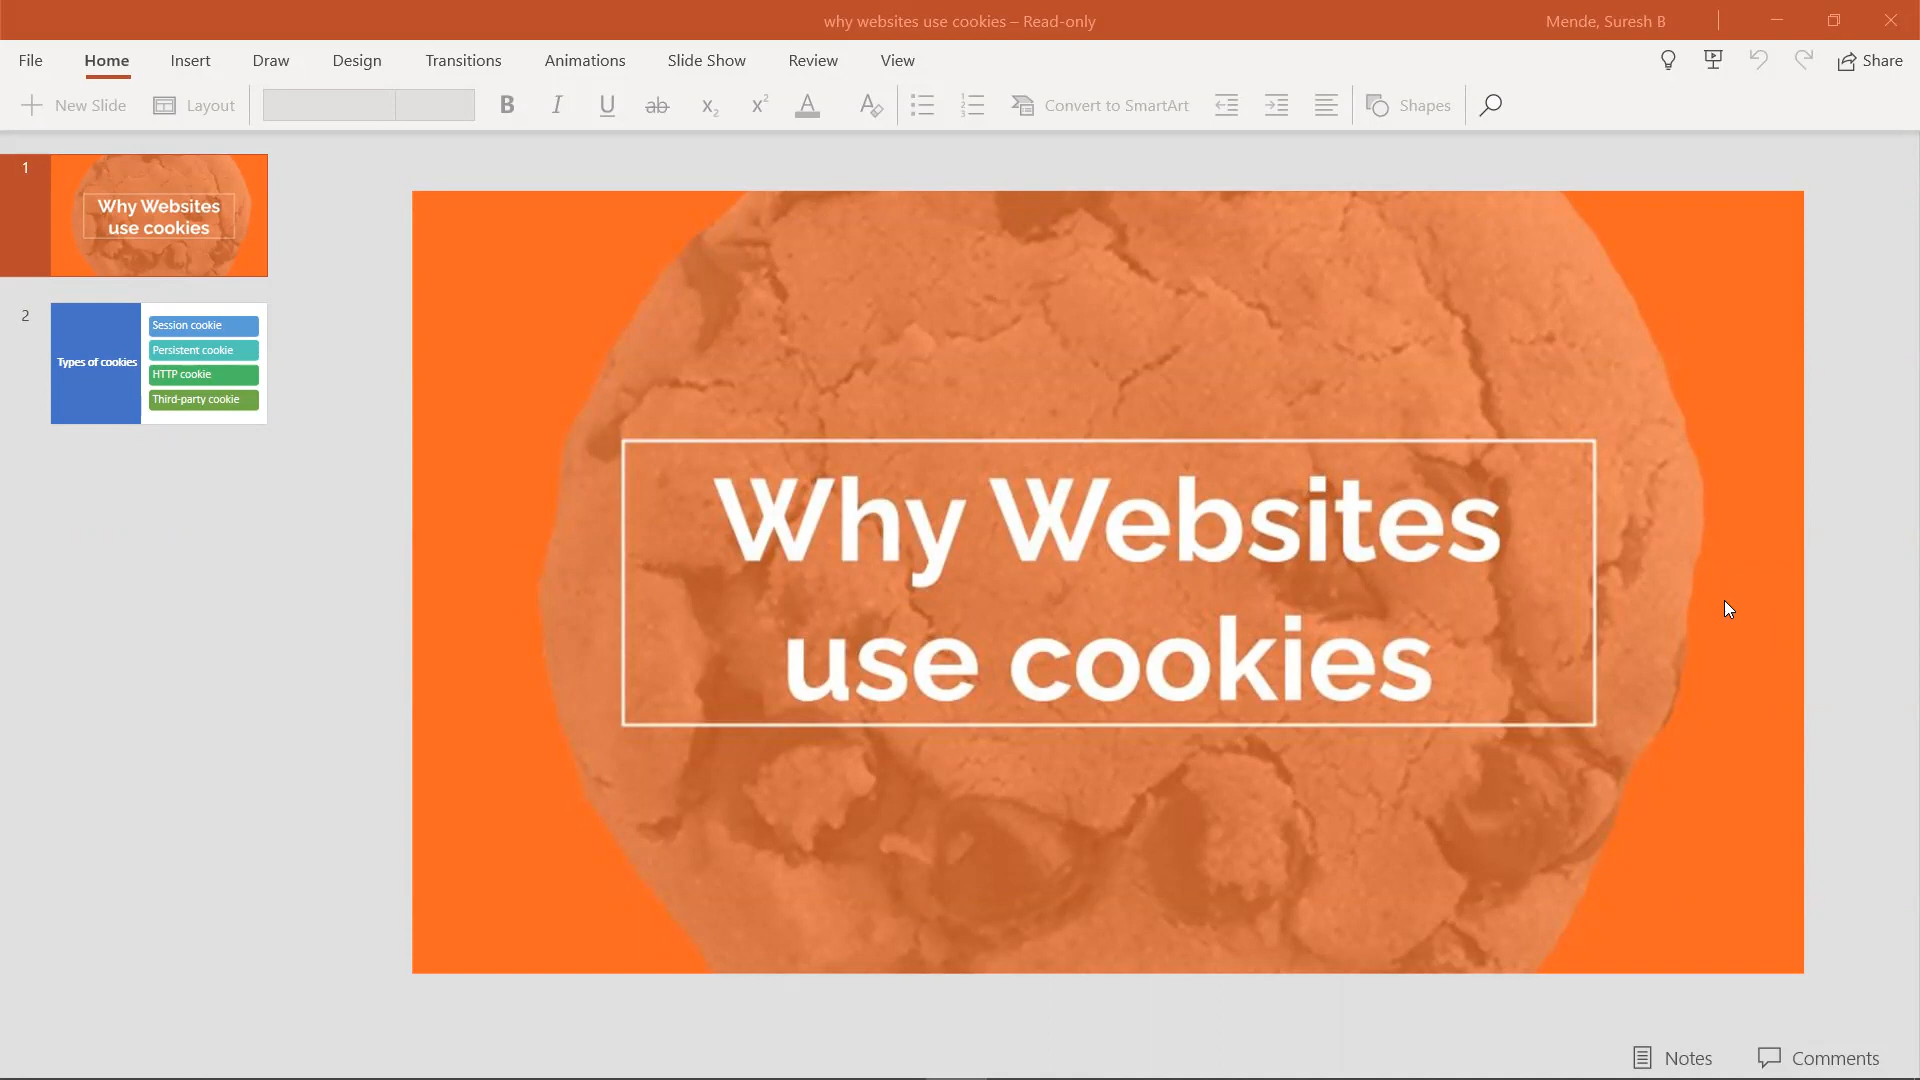 why websites use cookies – Read-only
Mende, Suresh B
File Home Insert Draw Design Transitions Animations Slide Show Review View Share
New Slide Layout B I U ab x₂ x² A A Convert to SmartArt Shapes
1
Why Websites
use cookies
2
Types of cookies
Session cookie
Persistent cookie
HTTP cookie
Third-party cookie
Why Websites
use cookies
Notes Comments